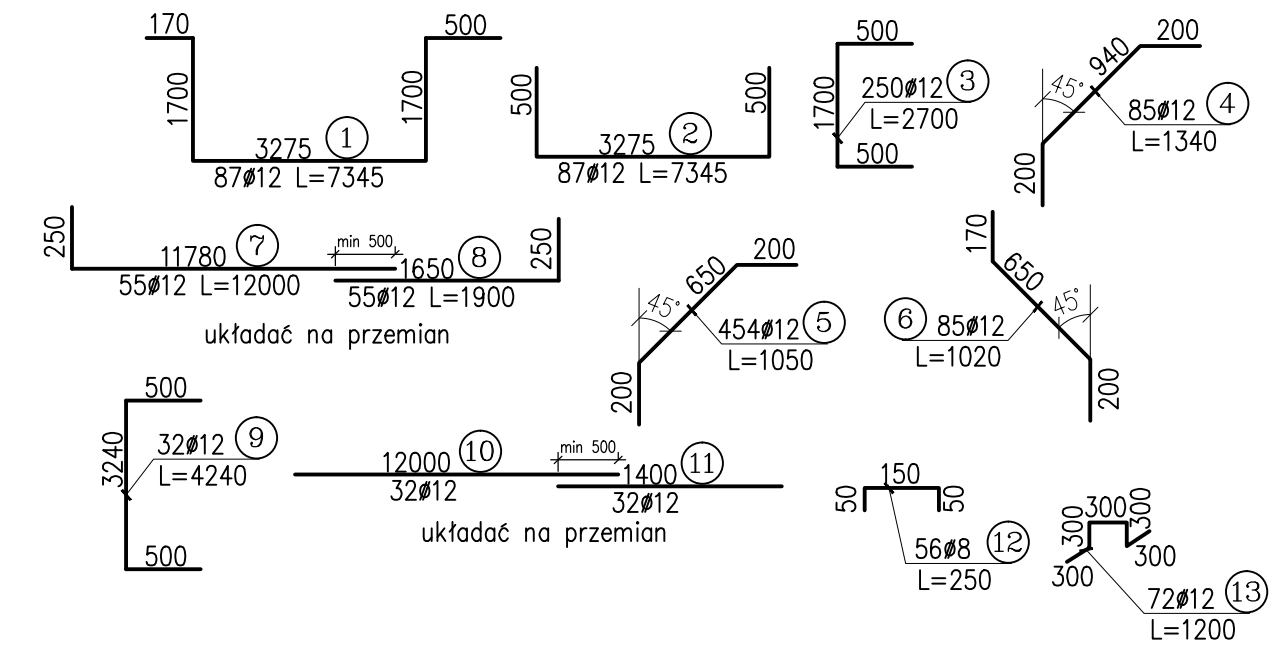 170
500
1700
1700
3275
1
87ø12 L=7345
500
500
3275
2
87ø12 L=7345
500
1700
250ø12
3
L=2700
500
200
940
45°
85ø12
4
L=1340
200
250
11780
7
55ø12 L=12000
min 500
1650
8
250
55ø12 L=1900
układać na przemian
200
650
45°
454ø12
5
L=1050
200
170
650
45°
6
85ø12
L=1020
200
500
3240
32ø12
9
L=4240
500
12000
10
32ø12
min 500
1400
11
32ø12
układać na przemian
150
50
50
56ø8
12
L=250
300
300
300
300
300
72ø12
13
L=1200